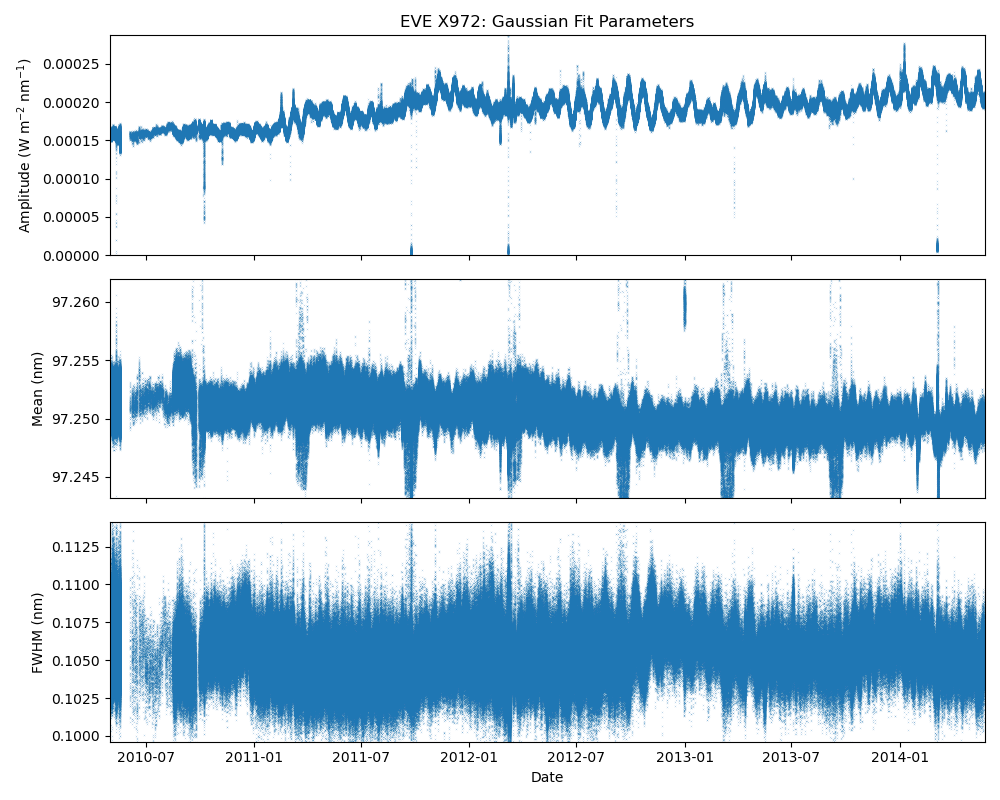 EVE X972: Gaussian Fit Parameters
Amplitude (W m⁻² nm⁻¹)
0.00025
0.00020
0.00015
0.00010
0.00005
0.00000
Mean (nm)
97.260
97.255
97.250
97.245
FWHM (nm)
0.1125
0.1100
0.1075
0.1050
0.1025
0.1000
2010-07 2011-01 2011-07 2012-01 2012-07 2013-01 2013-07 2014-01
Date